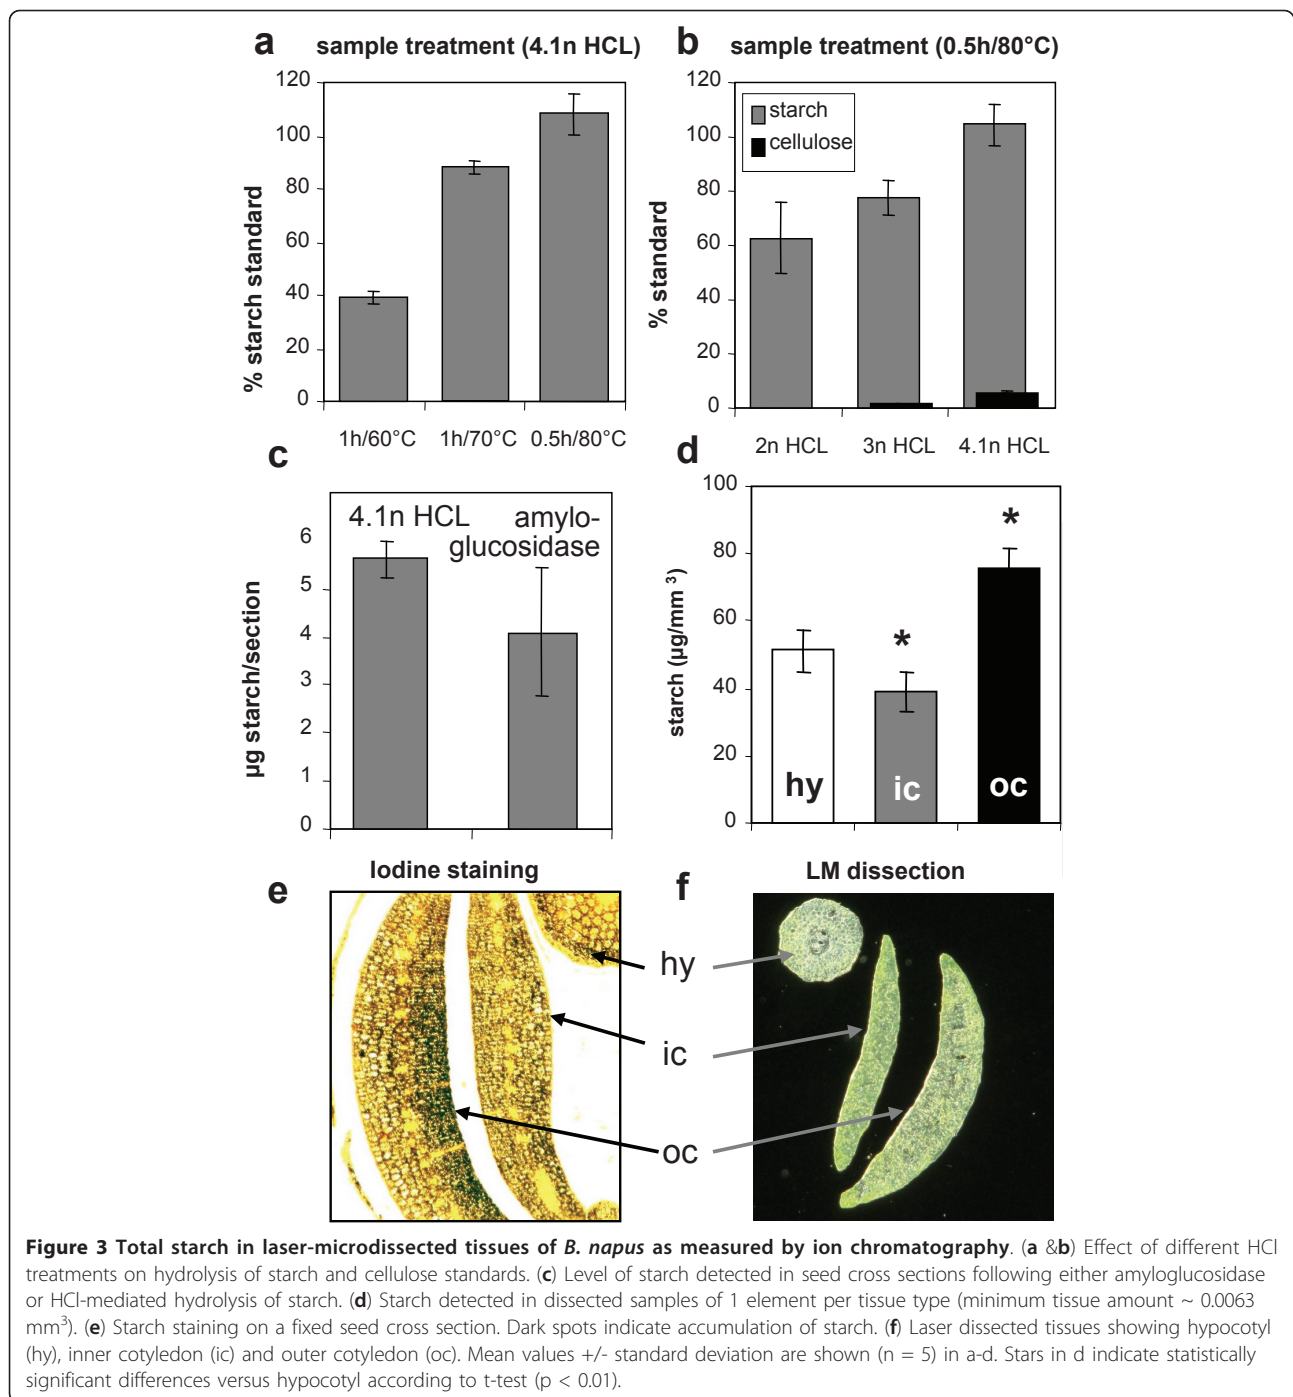 a sample treatment (4.1n HCL)
% starch standard
120
100
80
60
40
20
0
1h/60°C 1h/70°C 0.5h/80°C
b sample treatment (0.5h/80°C)
% standard
120
100
80
60
40
20
0
starch
cellulose
2n HCL 3n HCL 4.1n HCL
c
µg starch/section
6
5
4
3
2
1
0
4.1n HCL
amylo-
glucosidase
d
starch (µg/mm³)
100
80
60
40
20
0
*
*
hy ic oc
e Iodine staining
f LM dissection
hy
ic
oc
Figure 3 Total starch in laser-microdissected tissues of B. napus as measured by ion chromatography. (a &b) Effect of different HCl
treatments on hydrolysis of starch and cellulose standards. (c) Level of starch detected in seed cross sections following either amyloglucosidase
or HCl-mediated hydrolysis of starch. (d) Starch detected in dissected samples of 1 element per tissue type (minimum tissue amount ~ 0.0063
mm³). (e) Starch staining on a fixed seed cross section. Dark spots indicate accumulation of starch. (f) Laser dissected tissues showing hypocotyl
(hy), inner cotyledon (ic) and outer cotyledon (oc). Mean values +/- standard deviation are shown (n = 5) in a-d. Stars in d indicate statistically
significant differences versus hypocotyl according to t-test (p < 0.01).